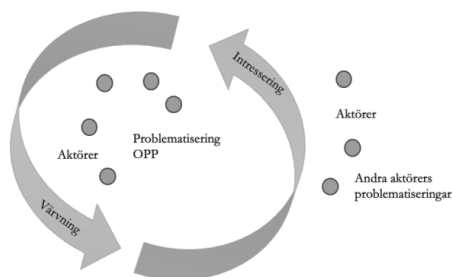 Intressering
Aktörer
Problematisering
OPP
Aktörer
Andra aktörers
problematiseringar
Värvning